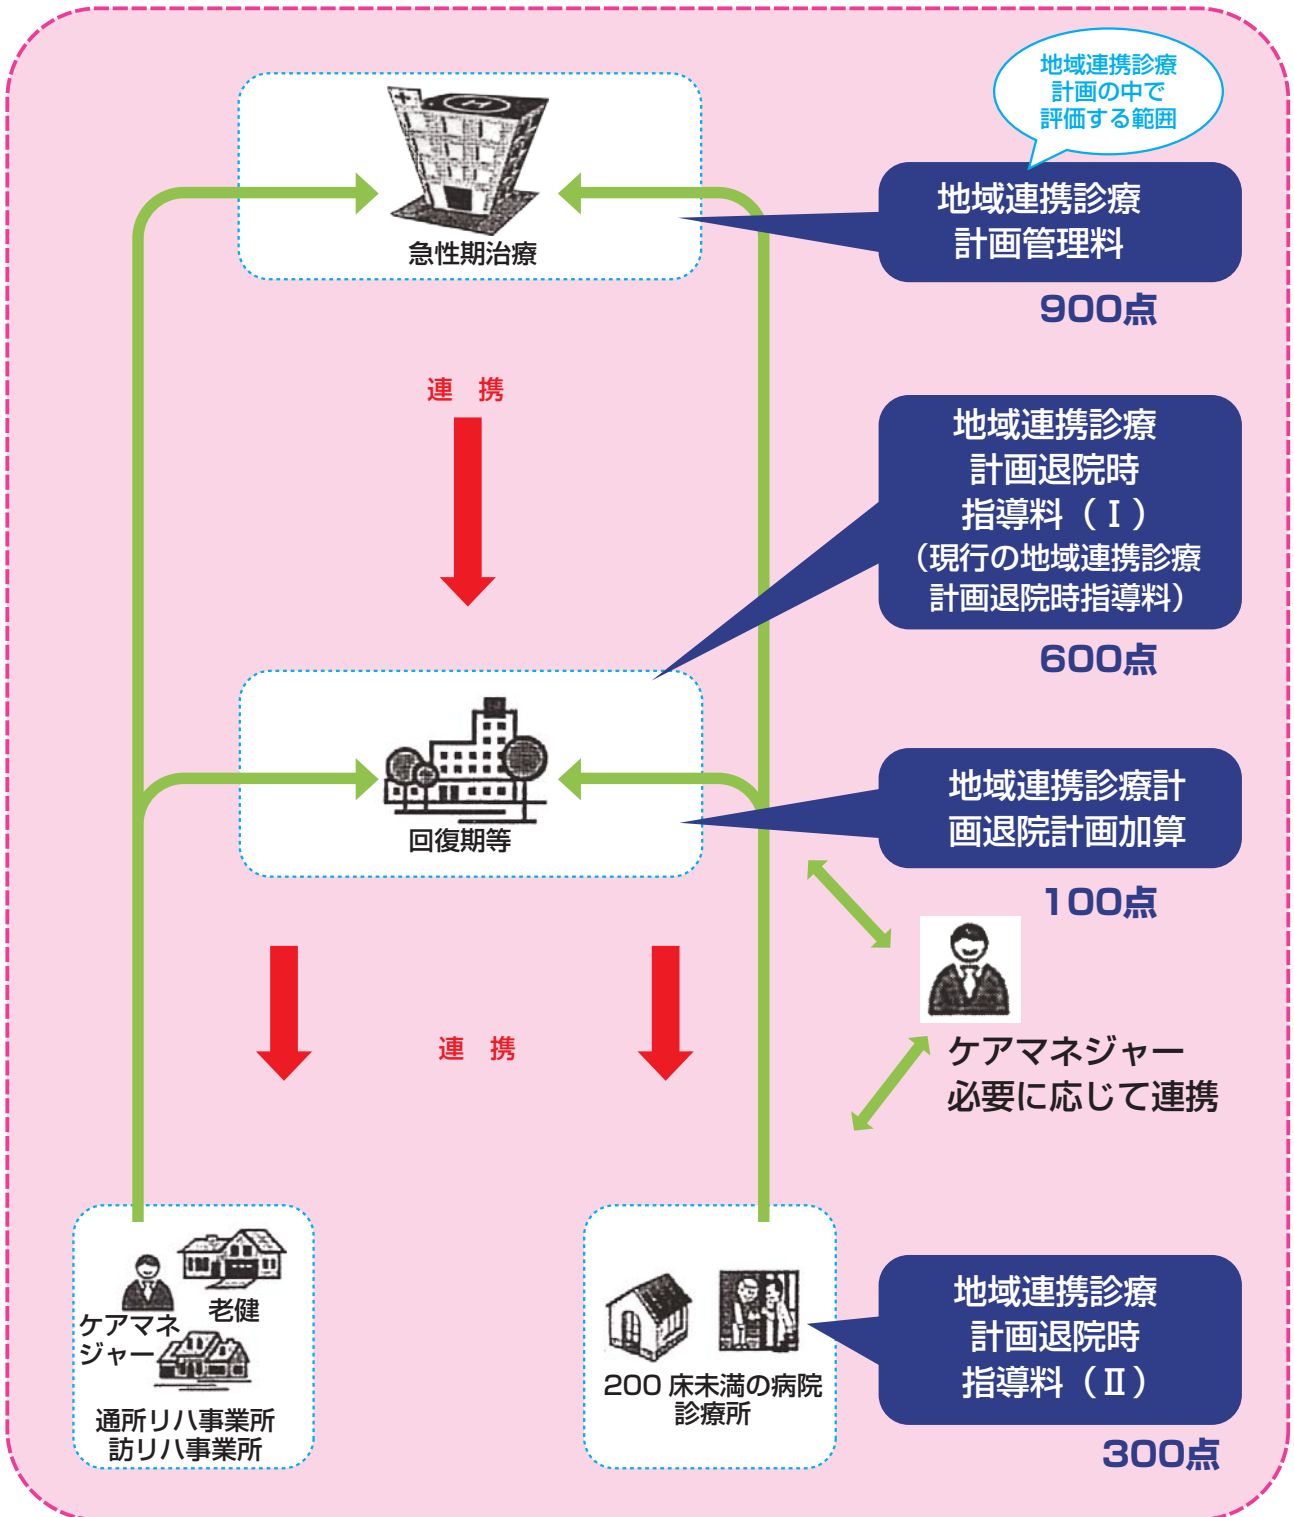 地域連携診療
計画の中で
評価する範囲
地域連携診療
計画管理料
900点
急性期治療
連 携
地域連携診療
計画退院時
指導料（Ⅰ）
（現行の地域連携診療
計画退院時指導料）
600点
回復期等
地域連携診療計
画退院計画加算
100点
連 携
ケアマネジャー
必要に応じて連携
老健
ケアマネ
ジャー
通所リハ事業所
訪リハ事業所
200 床未満の病院
診療所
地域連携診療
計画退院時
指導料（Ⅱ）
300点